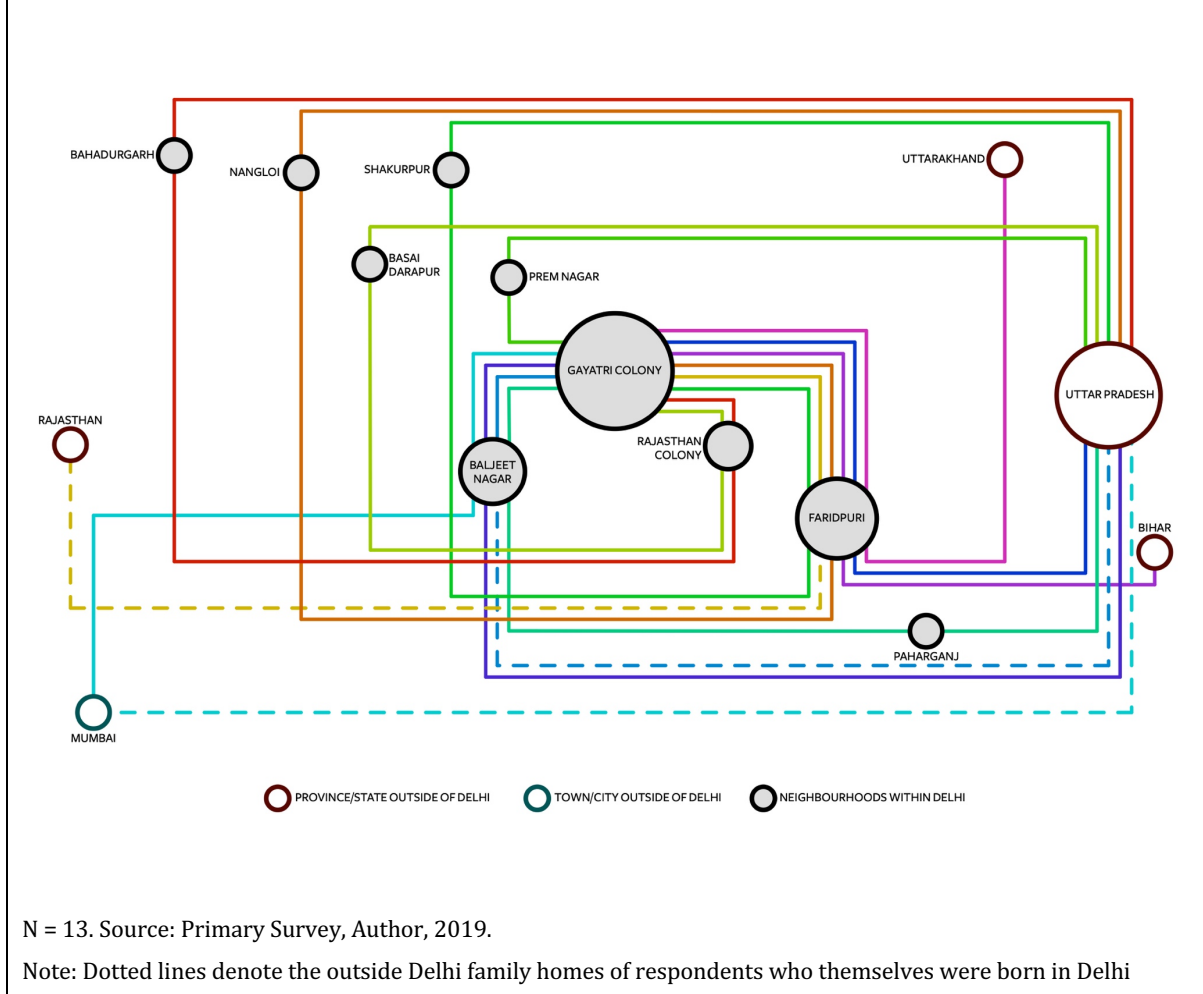 BAHADURGARH
NANGLOI
SHAKURPUR
UTTARAKHAND
BASAI
DARAPUR
PREM NAGAR
GAYATRI COLONY
UTTAR PRADESH
RAJASTHAN
RAJASTHAN
COLONY
BALJEET
NAGAR
FARIDPURI
BIHAR
PAHARGANJ
MUMBAI
PROVINCE/STATE OUTSIDE OF DELHI
TOWN/CITY OUTSIDE OF DELHI
NEIGHBOURHOODS WITHIN DELHI
N = 13. Source: Primary Survey, Author, 2019.
Note: Dotted lines denote the outside Delhi family homes of respondents who themselves were born in Delhi